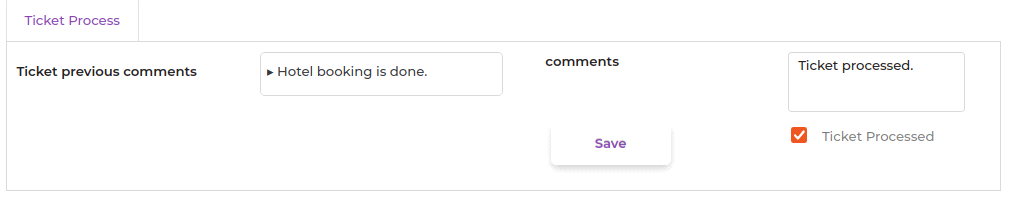 Ticket Process
Ticket previous comments
▸ Hotel booking is done.
comments
Ticket processed.
Ticket Processed
Save